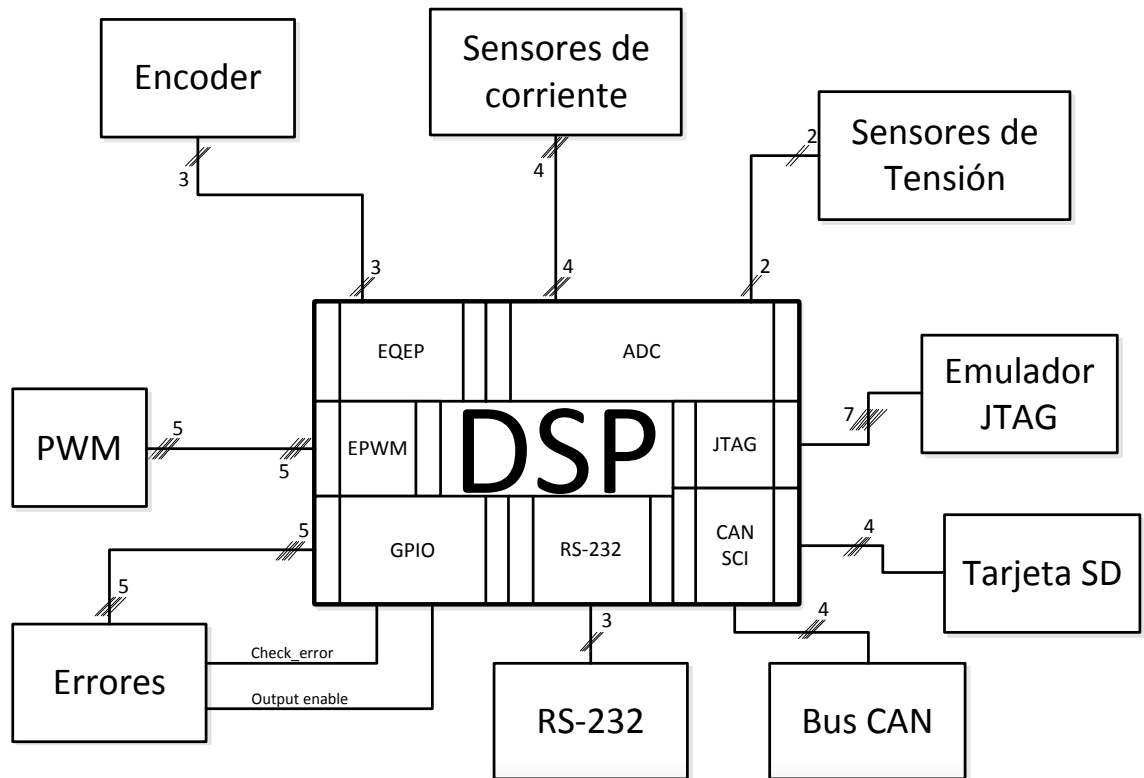 Encoder
Sensores de
corriente
Sensores de
Tensión
2
3
4
3
4
2
EQEP
ADC
Emulador
JTAG
7
PWM
5
5
EPWM
DSP
JTAG
5
GPIO
RS-232
CAN
SCI
4
Tarjeta SD
5
3
4
Errores
Check_error
Output enable
RS-232
Bus CAN